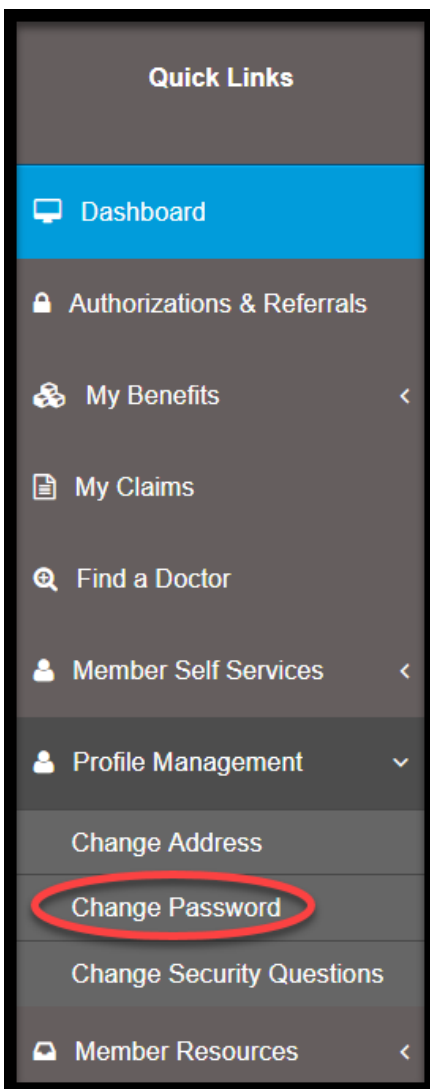 Quick Links
Dashboard
Authorizations & Referrals
My Benefits
My Claims
Find a Doctor
Member Self Services
Profile Management
Change Address
Change Password
Change Security Questions
Member Resources